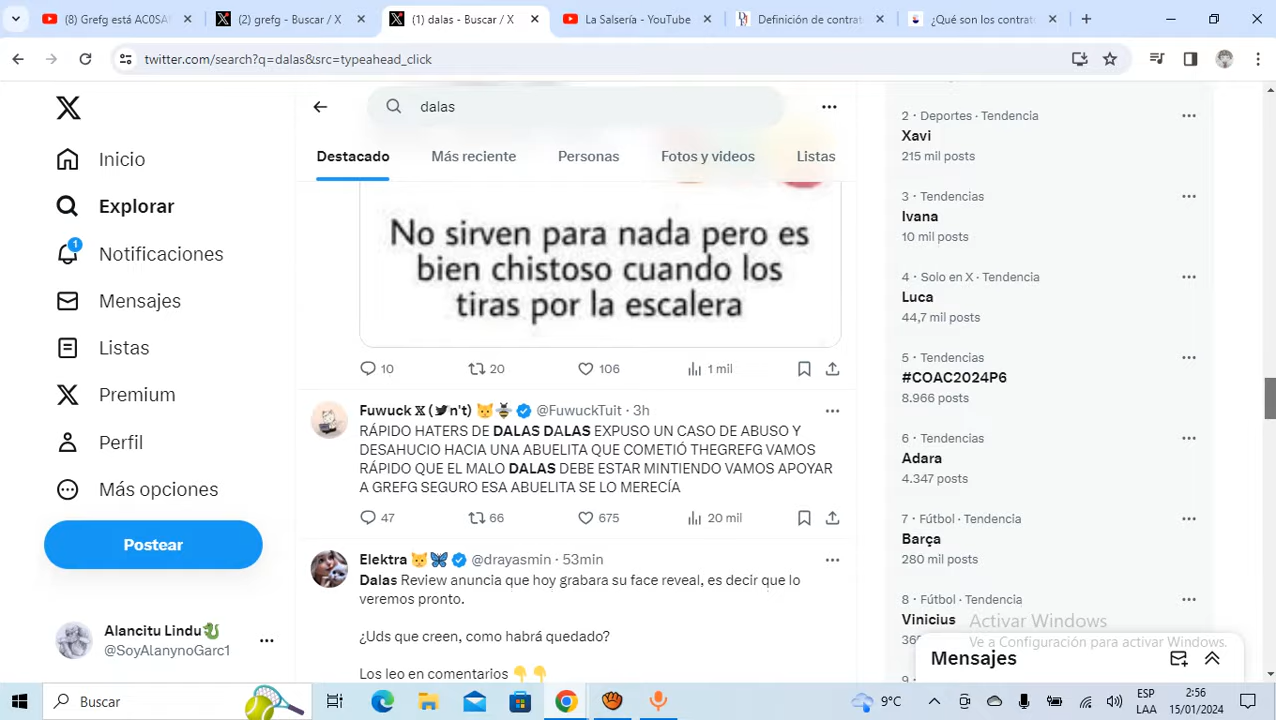 (8) Grefg est&AC0SA
(2) grefg - Buscar / X
(1) dalas - Buscar / X
La Salsería - YouTube
Definición de contrat
¿Qué son los contrat
twitter.com/search?q=dalas&src=typeahead_click
dalas
Destacado
Más reciente
Personas
Fotos y videos
Listas
Inicio
Explorar
1
Notificaciones
Mensajes
Listas
Premium
Perfil
Más opciones
Postear
Alancitu Lindu
@SoyAlanynoGarc1
No sirven para nada pero es
bien chistoso cuando los
tiras por la escalera
10 20 106 1 mil
Fuwuck 𝕏 (n't) @FuwuckTuit · 3h
RÁPIDO HATERS DE DALAS DALAS EXPUSO UN CASO DE ABUSO Y
DESAHUCIO HACIA UNA ABUELITA QUE COMETIÓ THEGREFG VAMOS
RÁPIDO QUE EL MALO DALAS DEBE ESTAR MINTIENDO VAMOS APOYAR
A GREFG SEGURO ESA ABUELITA SE LO MERECÍA
47 66 675 20 mil
Elektra @drayasmin · 53min
Dalas Review anuncia que hoy grabara su face reveal, es decir que lo
veremos pronto.
¿Uds que creen, como habrá quedado?
Los leo en comentarios
2 · Deportes · Tendencia
Xavi
215 mil posts
3 · Tendencias
Ivana
10 mil posts
4 · Solo en X · Tendencia
Luca
44,7 mil posts
5 · Tendencias
#COAC2024P6
8.966 posts
6 · Tendencias
Adara
4.347 posts
7 · Fútbol · Tendencia
Barça
280 mil posts
8 · Fútbol · Tendencia
Vinicius
Activar Windows
Ve a Configuración para activar Windows.
Mensajes
Buscar
9°C
ESP
LAA
2:56
15/01/2024